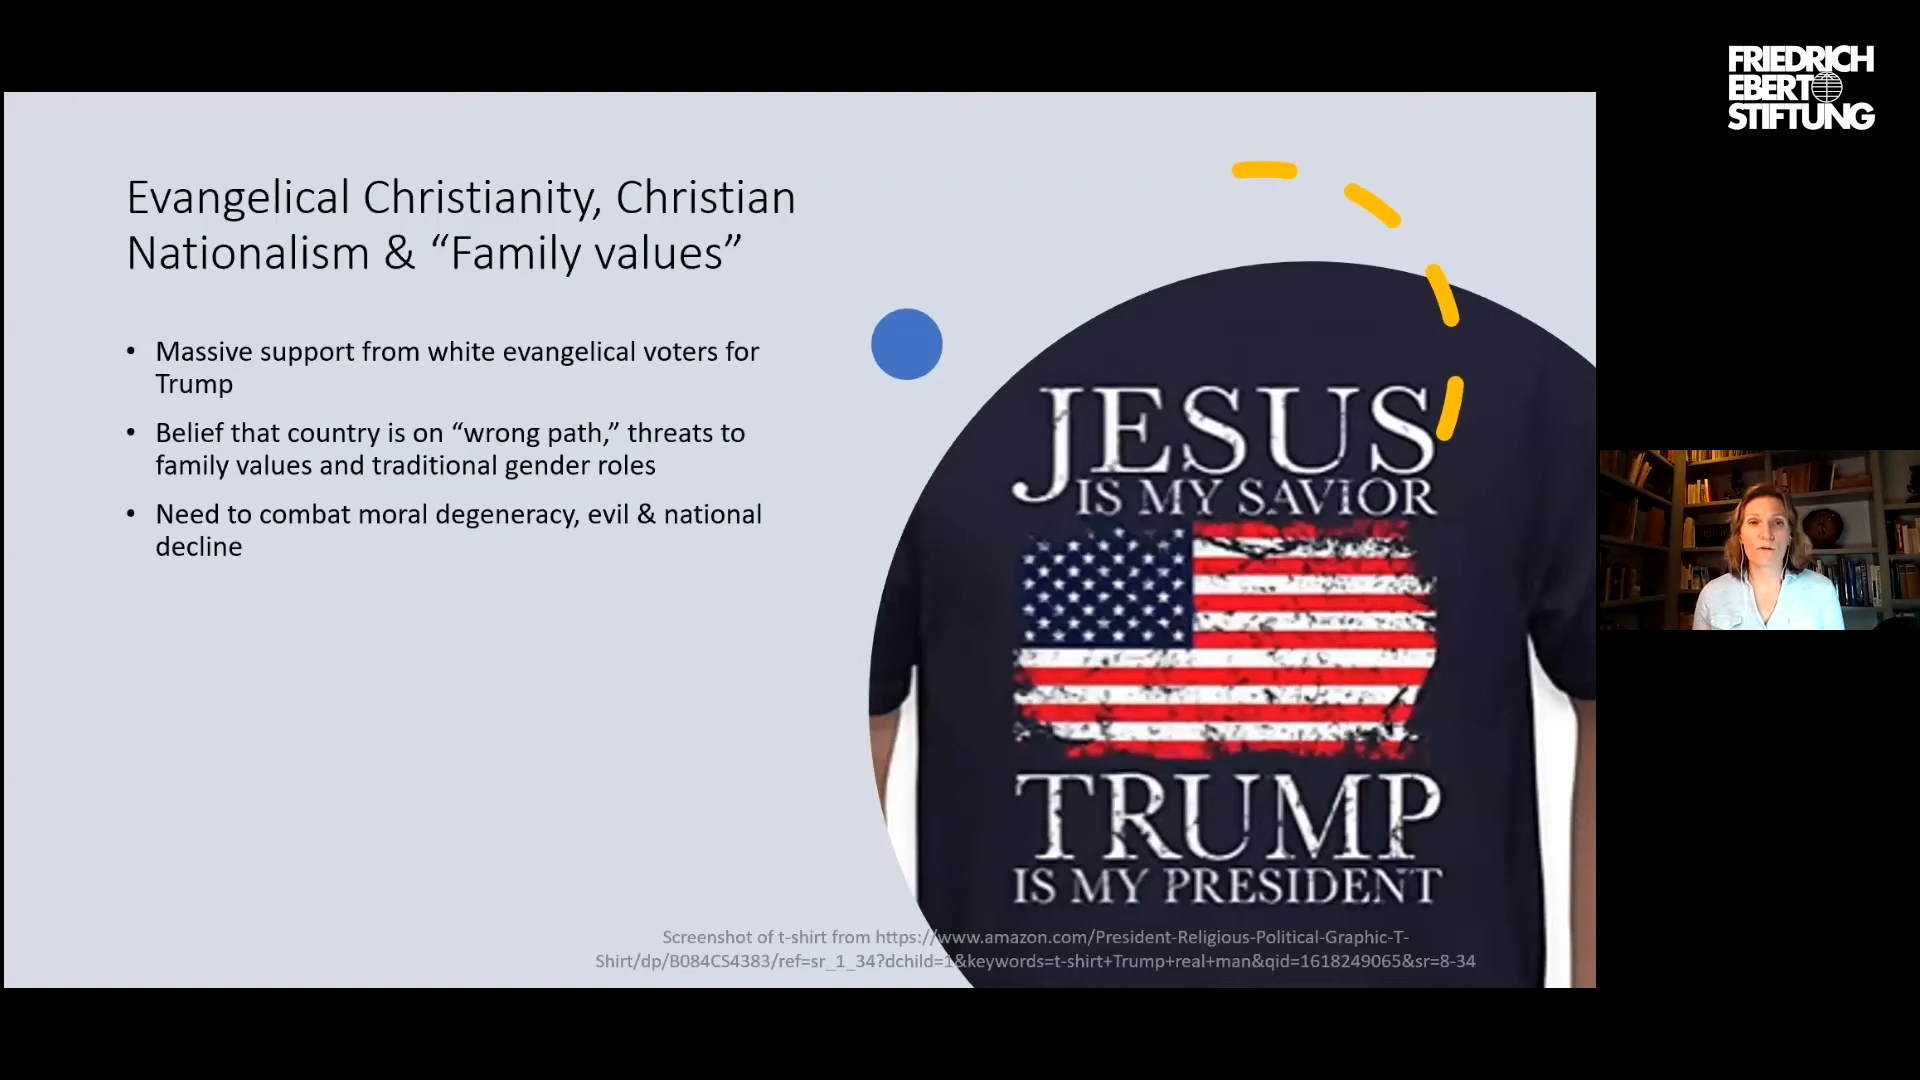 FRIEDRICH
EBERT
STIFTUNG
Evangelical Christianity, Christian
Nationalism & “Family values”
• Massive support from white evangelical voters for
Trump
• Belief that country is on “wrong path,” threats to
family values and traditional gender roles
• Need to combat moral degeneracy, evil & national
decline
JESUS
IS MY SAVIOR
TRUMP
IS MY PRESIDENT
Screenshot of t-shirt from https://www.amazon.com/President-Religious-Political-Graphic-T-
Shirt/dp/B084CS4383/ref=sr_1_34?dchild=1&keywords=t-shirt+Trump+real+man&qid=1618249065&sr=8-34